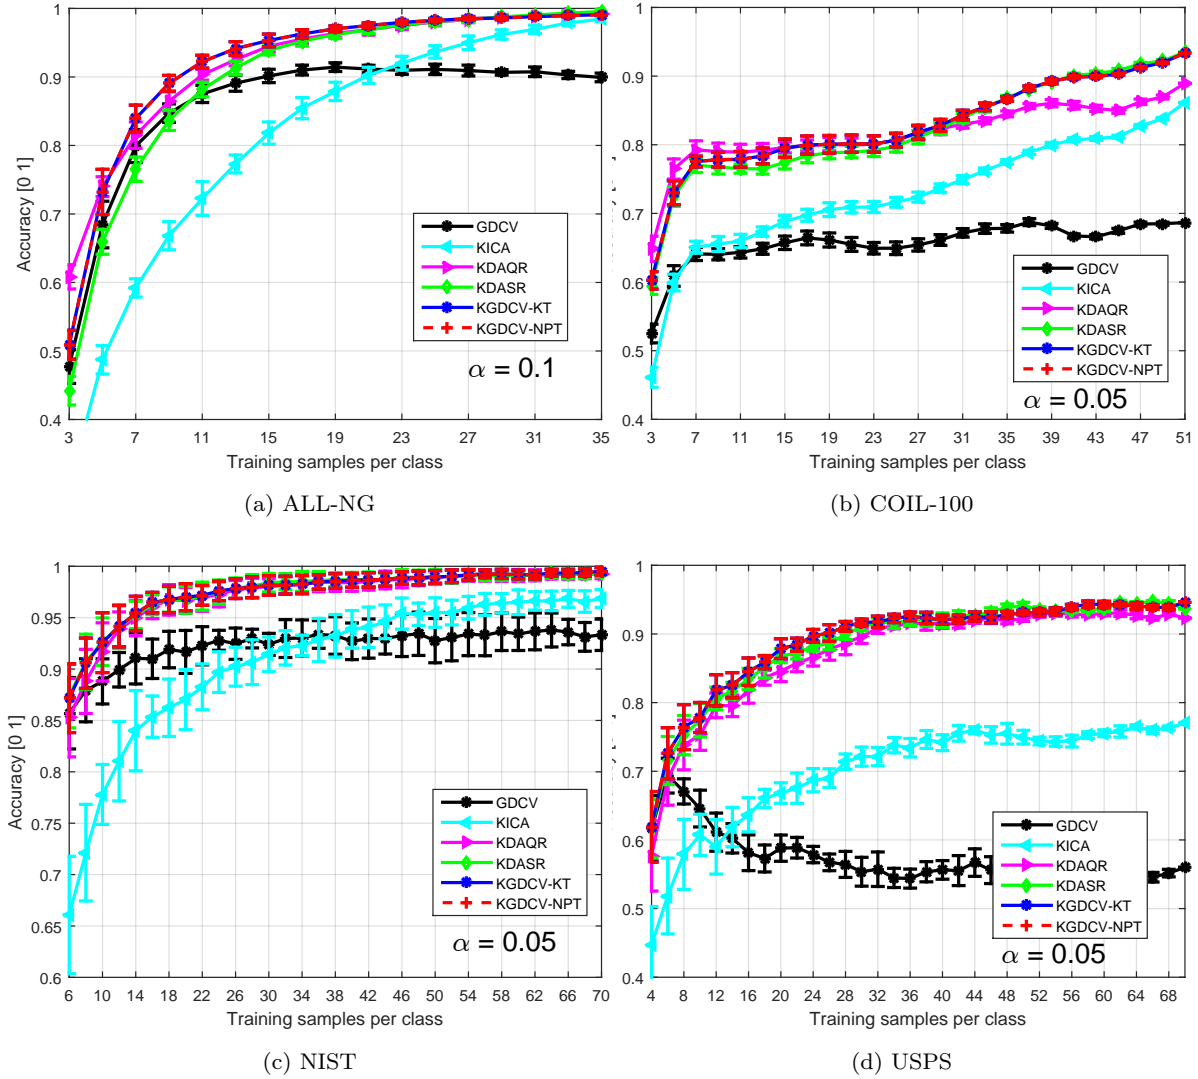 1
0.9
0.8
0.7
0.6
0.5
0.4
Accuracy [0 1]
3 7 11 15 19 23 27 31 35
Training samples per class
GDCV
KICA
KDAQR
KDASR
KGDCV-KT
KGDCV-NPT
α = 0.1
(a) ALL-NG
1
0.9
0.8
0.7
0.6
0.5
0.4
3 7 11 15 19 23 27 31 35 39 43 47 51
Training samples per class
GDCV
KICA
KDAQR
KDASR
KGDCV-KT
KGDCV-NPT
α = 0.05
(b) COIL-100
1
0.95
0.9
0.85
0.8
0.75
0.7
0.65
0.6
Accuracy [0 1]
6 10 14 18 22 26 30 34 38 42 46 50 54 58 62 66 70
Training samples per class
GDCV
KICA
KDAQR
KDASR
KGDCV-KT
KGDCV-NPT
α = 0.05
(c) NIST
1
0.9
0.8
0.7
0.6
0.5
0.4
4 8 12 16 20 24 28 32 36 40 44 48 52 56 60 64 68
Training samples per class
GDCV
KICA
KDAQR
KDASR
KGDCV-KT
KGDCV-NPT
α = 0.05
(d) USPS